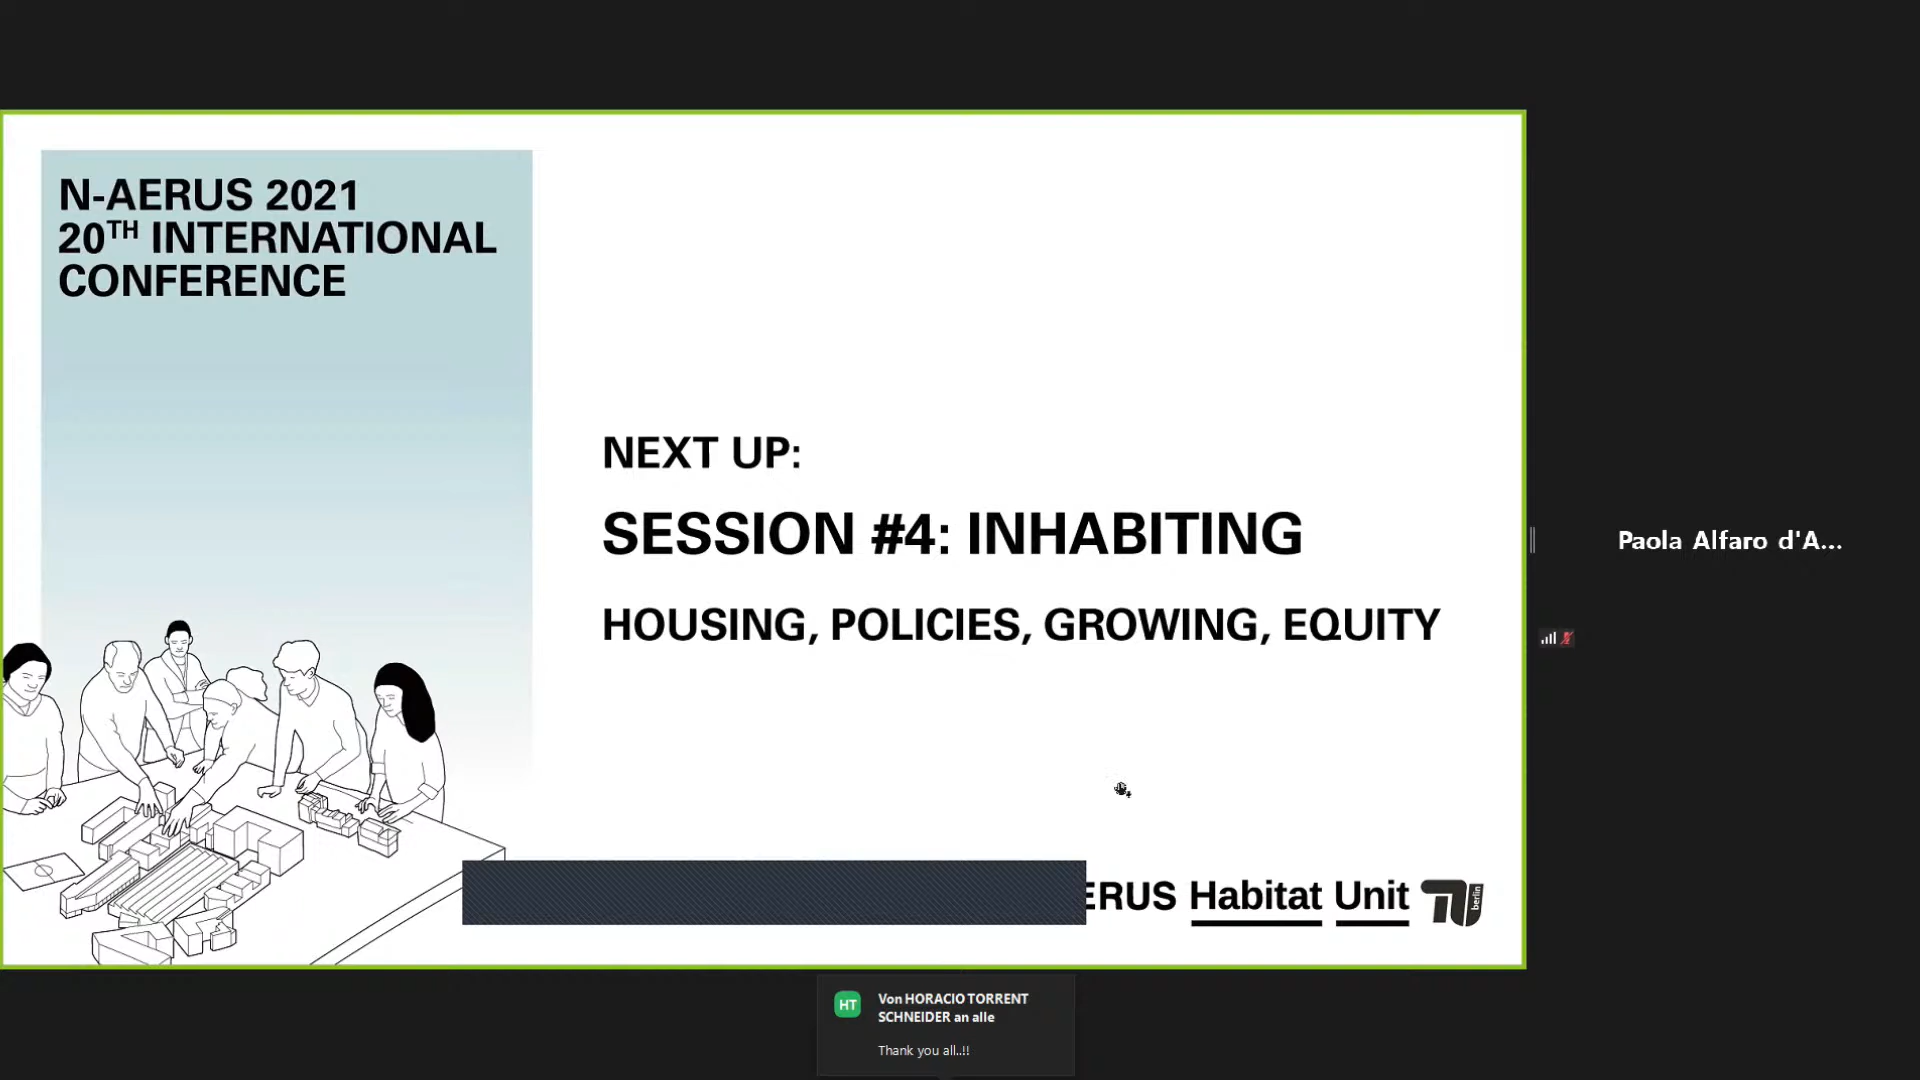 N-AERUS 2021
20TH INTERNATIONAL
CONFERENCE
NEXT UP:
SESSION #4: INHABITING
HOUSING, POLICIES, GROWING, EQUITY
Paola Alfaro d'A...
ERUS Habitat Unit
berlin
HT
Von HORACIO TORRENT
SCHNEIDER an alle
Thank you all..!!